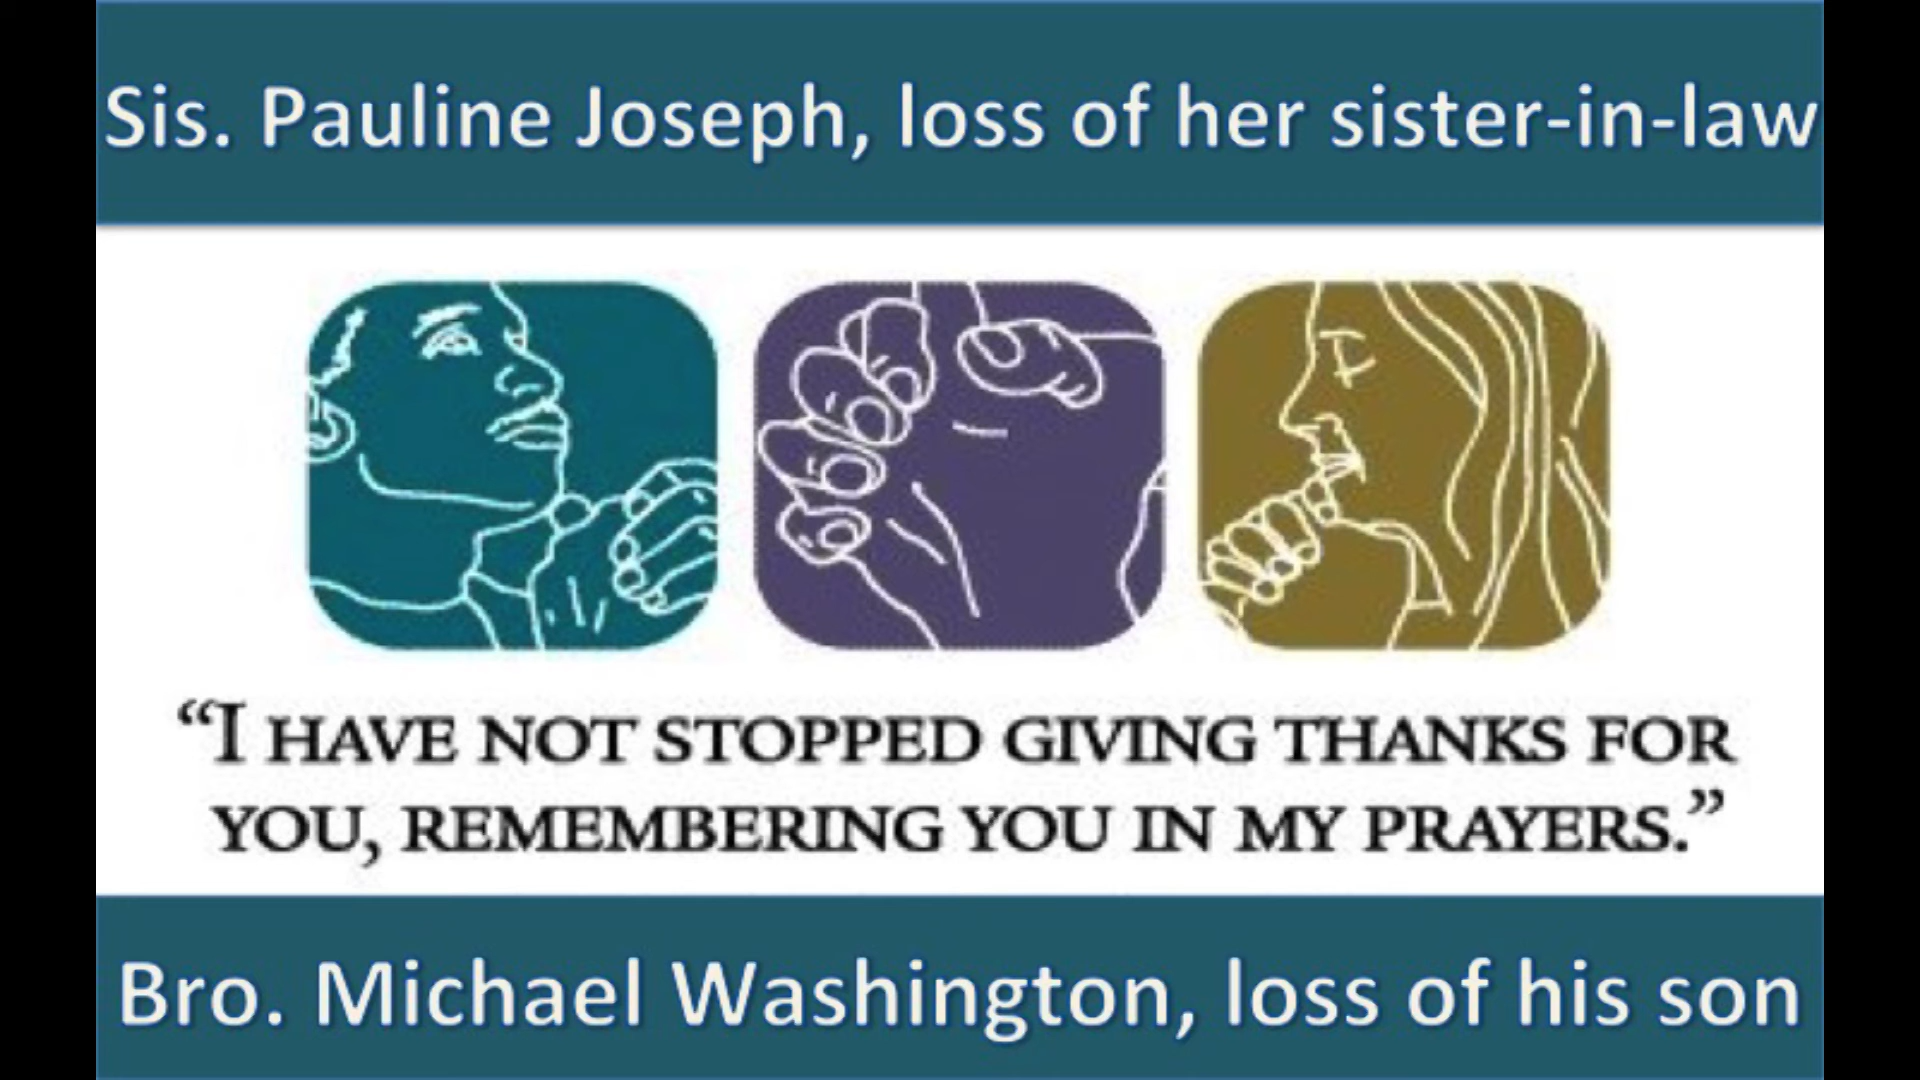 Sis. Pauline Joseph, loss of her sister-in-law
“I HAVE NOT STOPPED GIVING THANKS FOR
YOU, REMEMBERING YOU IN MY PRAYERS.”
Bro. Michael Washington, loss of his son